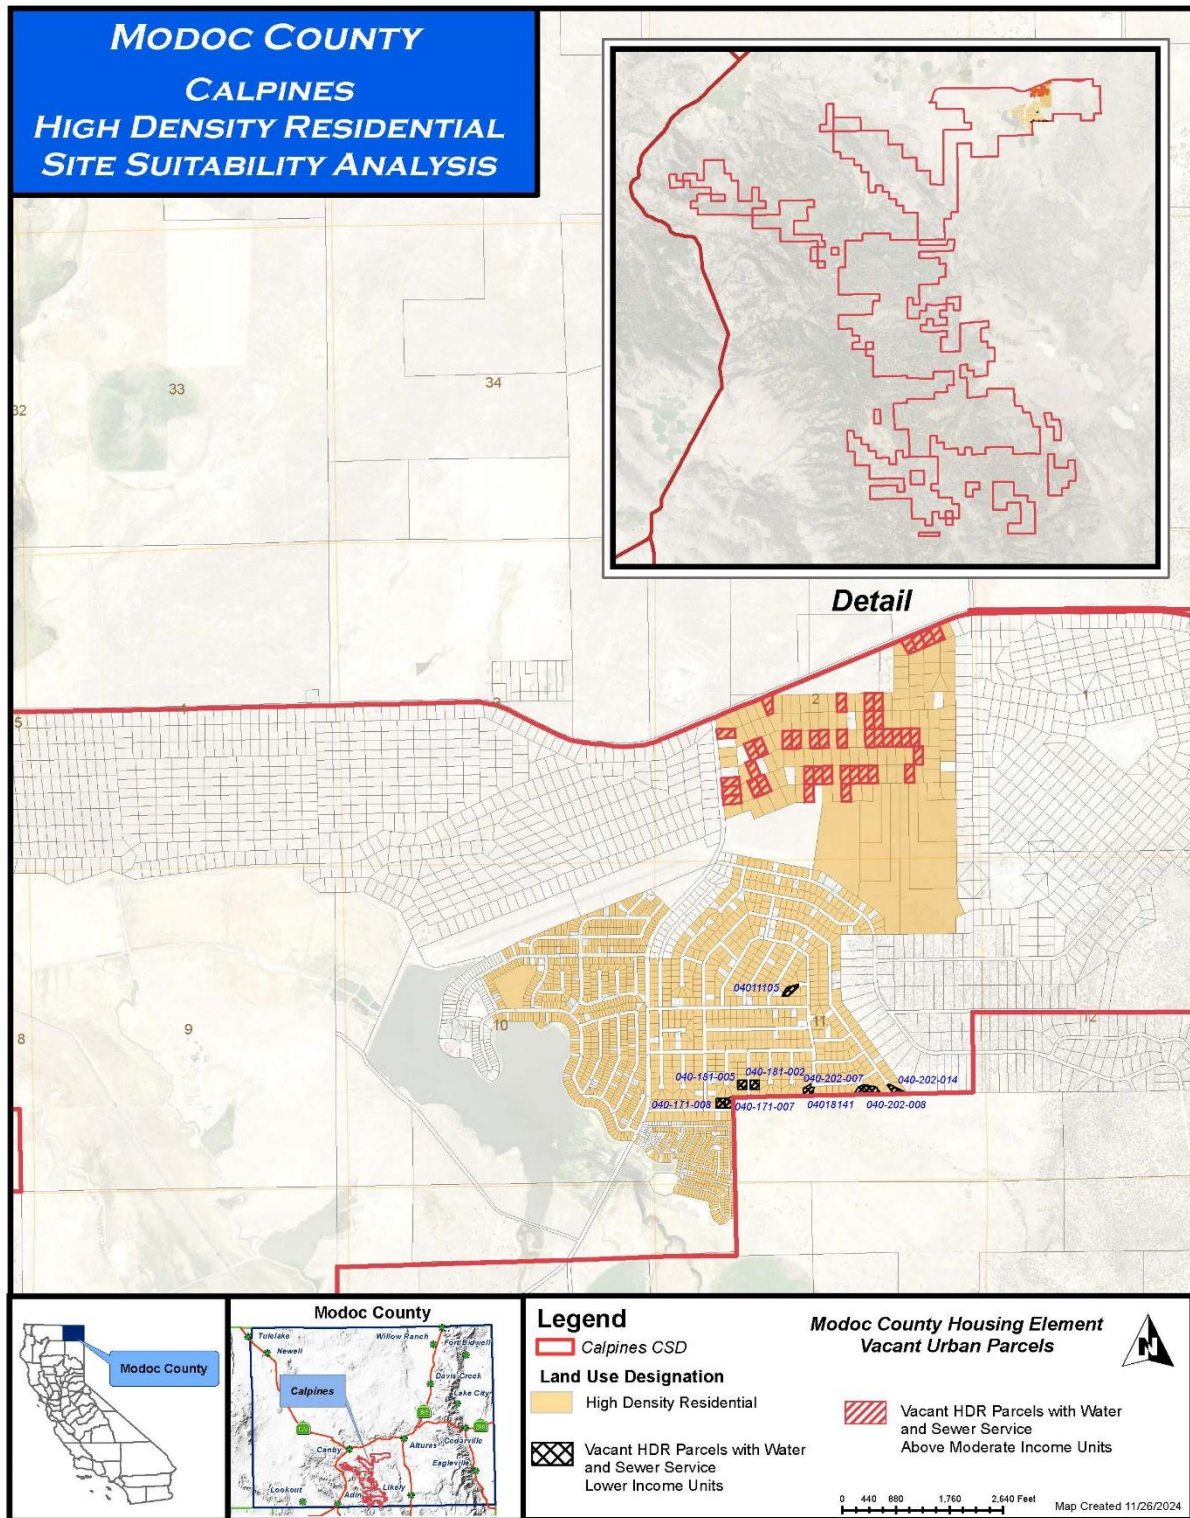 MODOC COUNTY
CALPINES
HIGH DENSITY RESIDENTIAL
SITE SUITABILITY ANALYSIS
33
34
32
Detail
4
3
2
1
5
04011105
9
10
11
12
8
040-181-005
040-181-002
040-202-007
040-202-014
040-171-008
040-171-007
04018141
040-202-008
Modoc County
Modoc County
Tulelake
Newell
Willow Ranch
Fort Bidwell
Davis Creek
Lake City
Calpines
Cedarville
Canby
Alturas
Eagleville
Lookout
Adin
Likely
Legend
Calpines CSD
Land Use Designation
High Density Residential
Vacant HDR Parcels with Water
and Sewer Service
Lower Income Units
Modoc County Housing Element
Vacant Urban Parcels
N
Vacant HDR Parcels with Water
and Sewer Service
Above Moderate Income Units
0 440 880 1,760 2,640 Feet
Map Created 11/26/2024